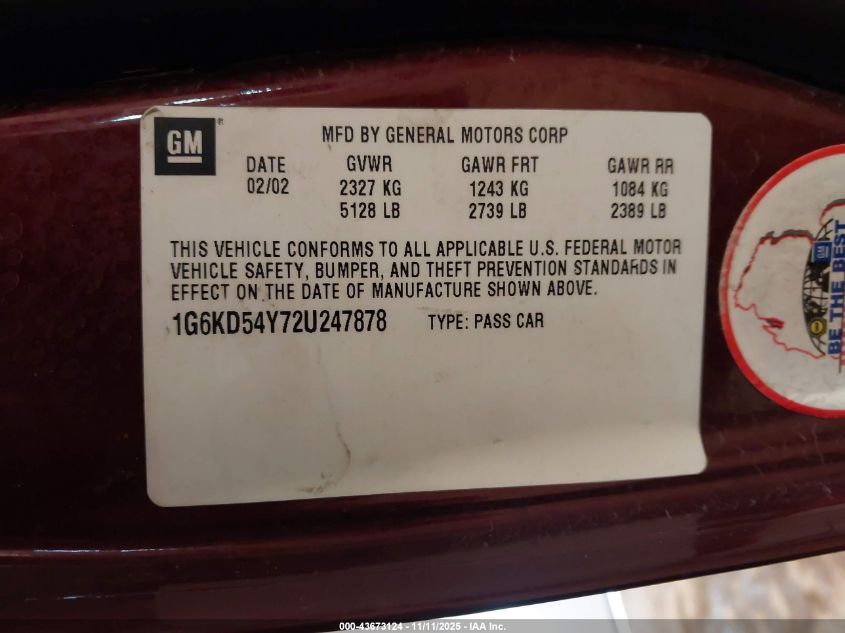 GM
MFD BY GENERAL MOTORS CORP
DATE GVWR GAWR FRT GAWR RR
02/02 2327 KG 1243 KG 1084 KG
5128 LB 2739 LB 2389 LB
THIS VEHICLE CONFORMS TO ALL APPLICABLE U.S. FEDERAL MOTOR
VEHICLE SAFETY, BUMPER, AND THEFT PREVENTION STANDARDS IN
EFFECT ON THE DATE OF MANUFACTURE SHOWN ABOVE.
1G6KD54Y72U247878 TYPE: PASS CAR
GM
BE THE BEST
000-43673124 - 11/11/2025 - IAA Inc.